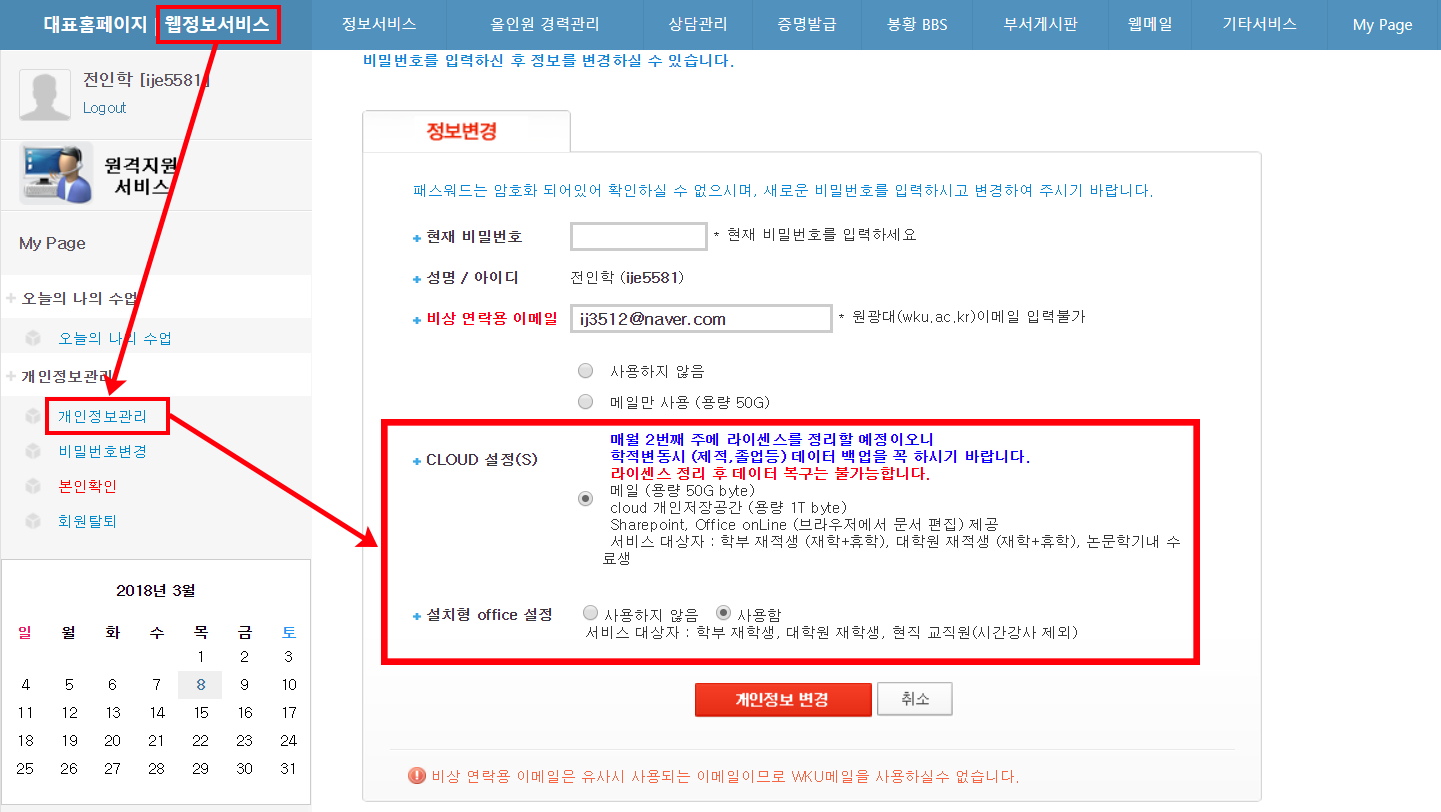 대표홈페이지 | 웹정보서비스 정보서비스 올인원 경력관리 상담관리 증명발급 봉황 BBS 부서게시판 웹메일 기타서비스 My Page
전인학 [ije5581]
Logout
원격지원
서비스
My Page
오늘의 나의 수업
오늘의 나의 수업
개인정보관리
개인정보관리
비밀번호변경
본인확인
회원탈퇴
2018년 3월
일 월 화 수 목 금 토
1 2 3
4 5 6 7 8 9 10
11 12 13 14 15 16 17
18 19 20 21 22 23 24
25 26 27 28 29 30 31
비밀번호를 입력하신 후 정보를 변경하실 수 있습니다.
정보변경
패스워드는 암호화 되어있어 확인하실 수 없으시며, 새로운 비밀번호를 입력하시고 변경하여 주시기 바랍니다.
현재 비밀번호 * 현재 비밀번호를 입력하세요
성명 / 아이디 전인학 (ije5581)
비상 연락용 이메일 ij3512@naver.com * 원광대(wku.ac.kr)이메일 입력불가
사용하지 않음
메일만 사용 (용량 50G)
CLOUD 설정(S)
매월 2번째 주에 라이센스를 정리할 예정이오니
학적변동시 (제적,졸업등) 데이터 백업을 꼭 하시기 바랍니다.
라이센스 정리 후 데이터 복구는 불가능합니다.
메일 (용량 50G byte)
cloud 개인저장공간 (용량 1T byte)
Sharepoint, Office onLine (브라우저에서 문서 편집) 제공
서비스 대상자 : 학부 재적생 (재학+휴학), 대학원 재적생 (재학+휴학), 논문학기내 수
료생
설치형 office 설정 사용하지 않음 사용함
서비스 대상자 : 학부 재학생, 대학원 재학생, 현직 교직원(시간강사 제외)
개인정보 변경 취소
비상 연락용 이메일은 유사시 사용되는 이메일이므로 WKU메일을 사용하실수 없습니다.